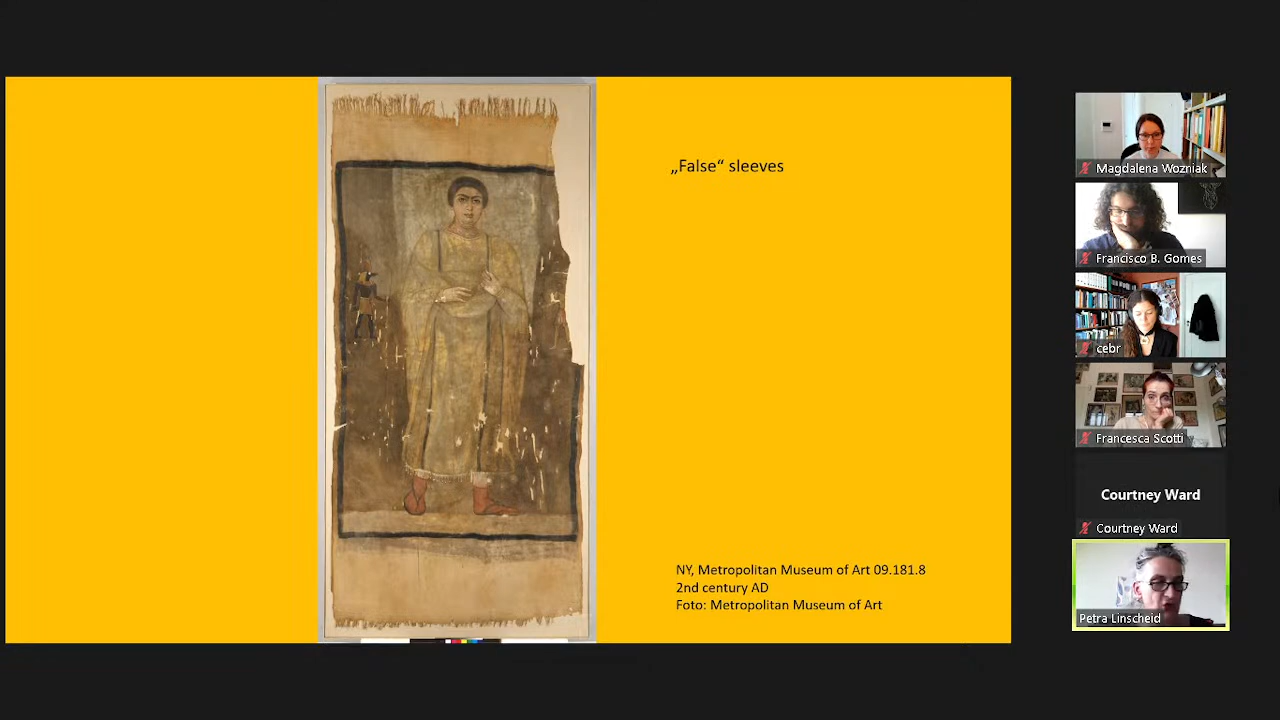 „False“ sleeves
NY, Metropolitan Museum of Art 09.181.8
2nd century AD
Foto: Metropolitan Museum of Art
Magdalena Wozniak
Francisco B. Gomes
cebr
Francesca Scotti
Courtney Ward
Courtney Ward
Petra Linscheid